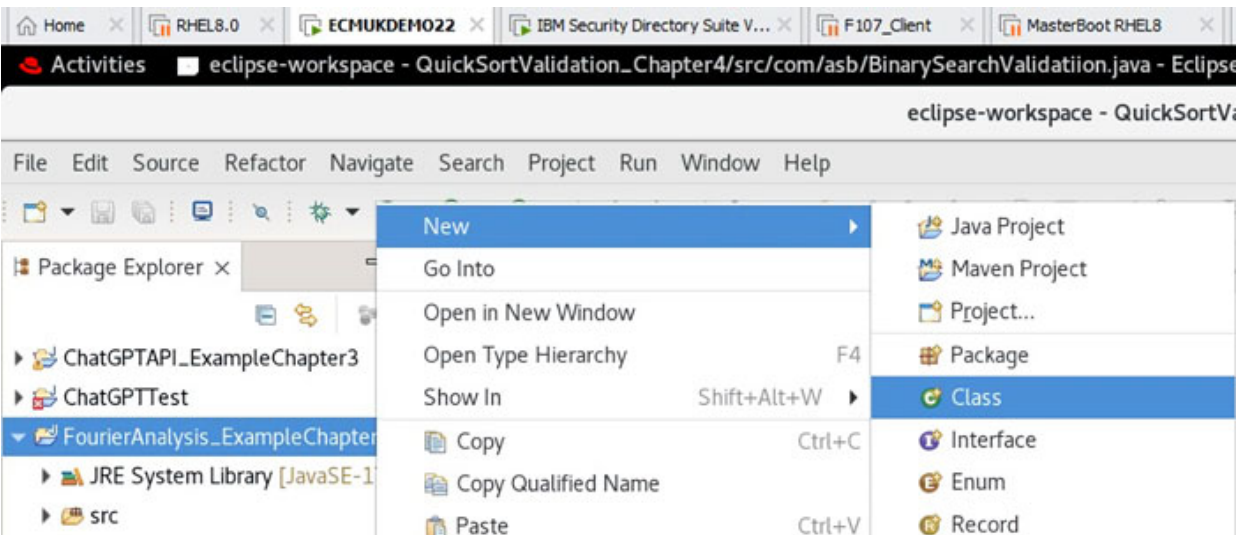 Home RHEL8.0 ECMUKDEMO22 IBM Security Directory Suite V... F107_Client MasterBoot RHEL8
Activities eclipse-workspace - QuickSortValidation_Chapter4/src/com/asb/BinarySearchValidatiion.java - Eclipse
eclipse-workspace - QuickSortVa
File Edit Source Refactor Navigate Search Project Run Window Help
New Java Project
Package Explorer Go Into Maven Project
Open in New Window Project...
ChatGPTAPI_ExampleChapter3 Open Type Hierarchy F4 Package
ChatGPTTest Show In Shift+Alt+W Class
FourierAnalysis_ExampleChapter Copy Ctrl+C Interface
JRE System Library [JavaSE-1 Copy Qualified Name Enum
src Paste Ctrl+V Record